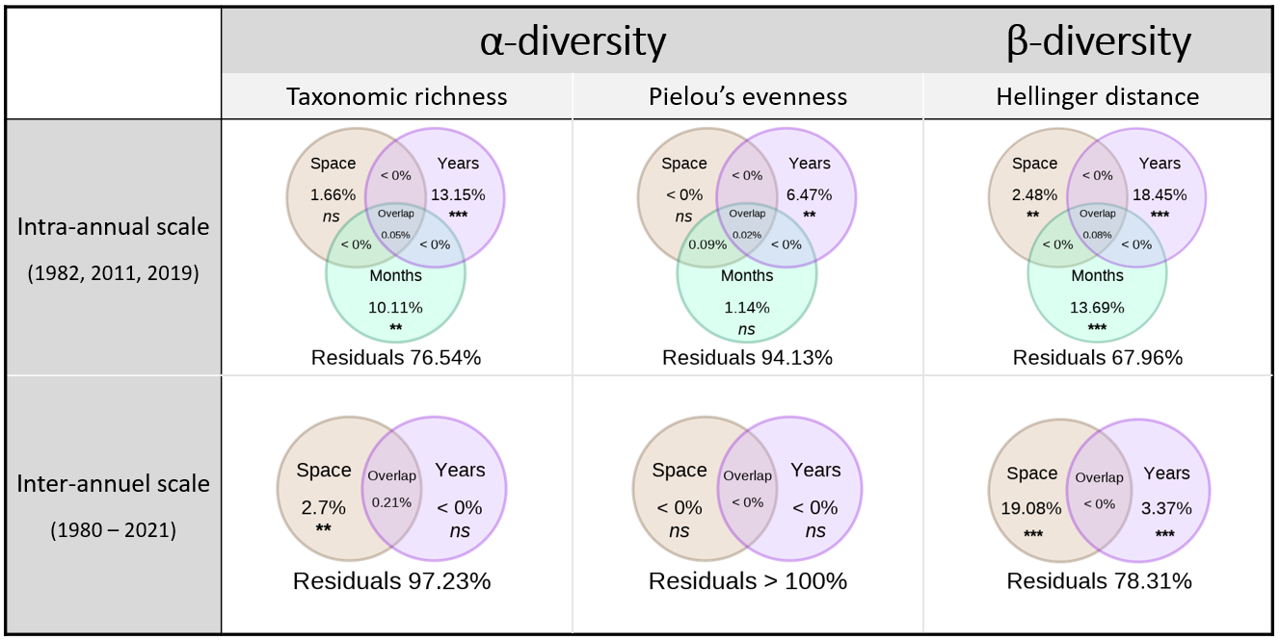 α-diversity
β-diversity
Taxonomic richness
Pielou’s evenness
Hellinger distance
Intra-annual scale
(1982, 2011, 2019)
Space
1.66%
ns
< 0%
Years
13.15%
***
Overlap
0.05%
< 0%
< 0%
Months
10.11%
**
Residuals 76.54%
Space
< 0%
ns
< 0%
Years
6.47%
**
Overlap
0.02%
0.09%
< 0%
Months
1.14%
ns
Residuals 94.13%
Space
2.48%
**
< 0%
Years
18.45%
***
Overlap
0.08%
< 0%
< 0%
Months
13.69%
***
Residuals 67.96%
Inter-annuel scale
(1980 – 2021)
Space
2.7%
**
Overlap
0.21%
Years
< 0%
ns
Residuals 97.23%
Space
< 0%
ns
Overlap
< 0%
Years
< 0%
ns
Residuals > 100%
Space
19.08%
***
Overlap
< 0%
Years
3.37%
***
Residuals 78.31%